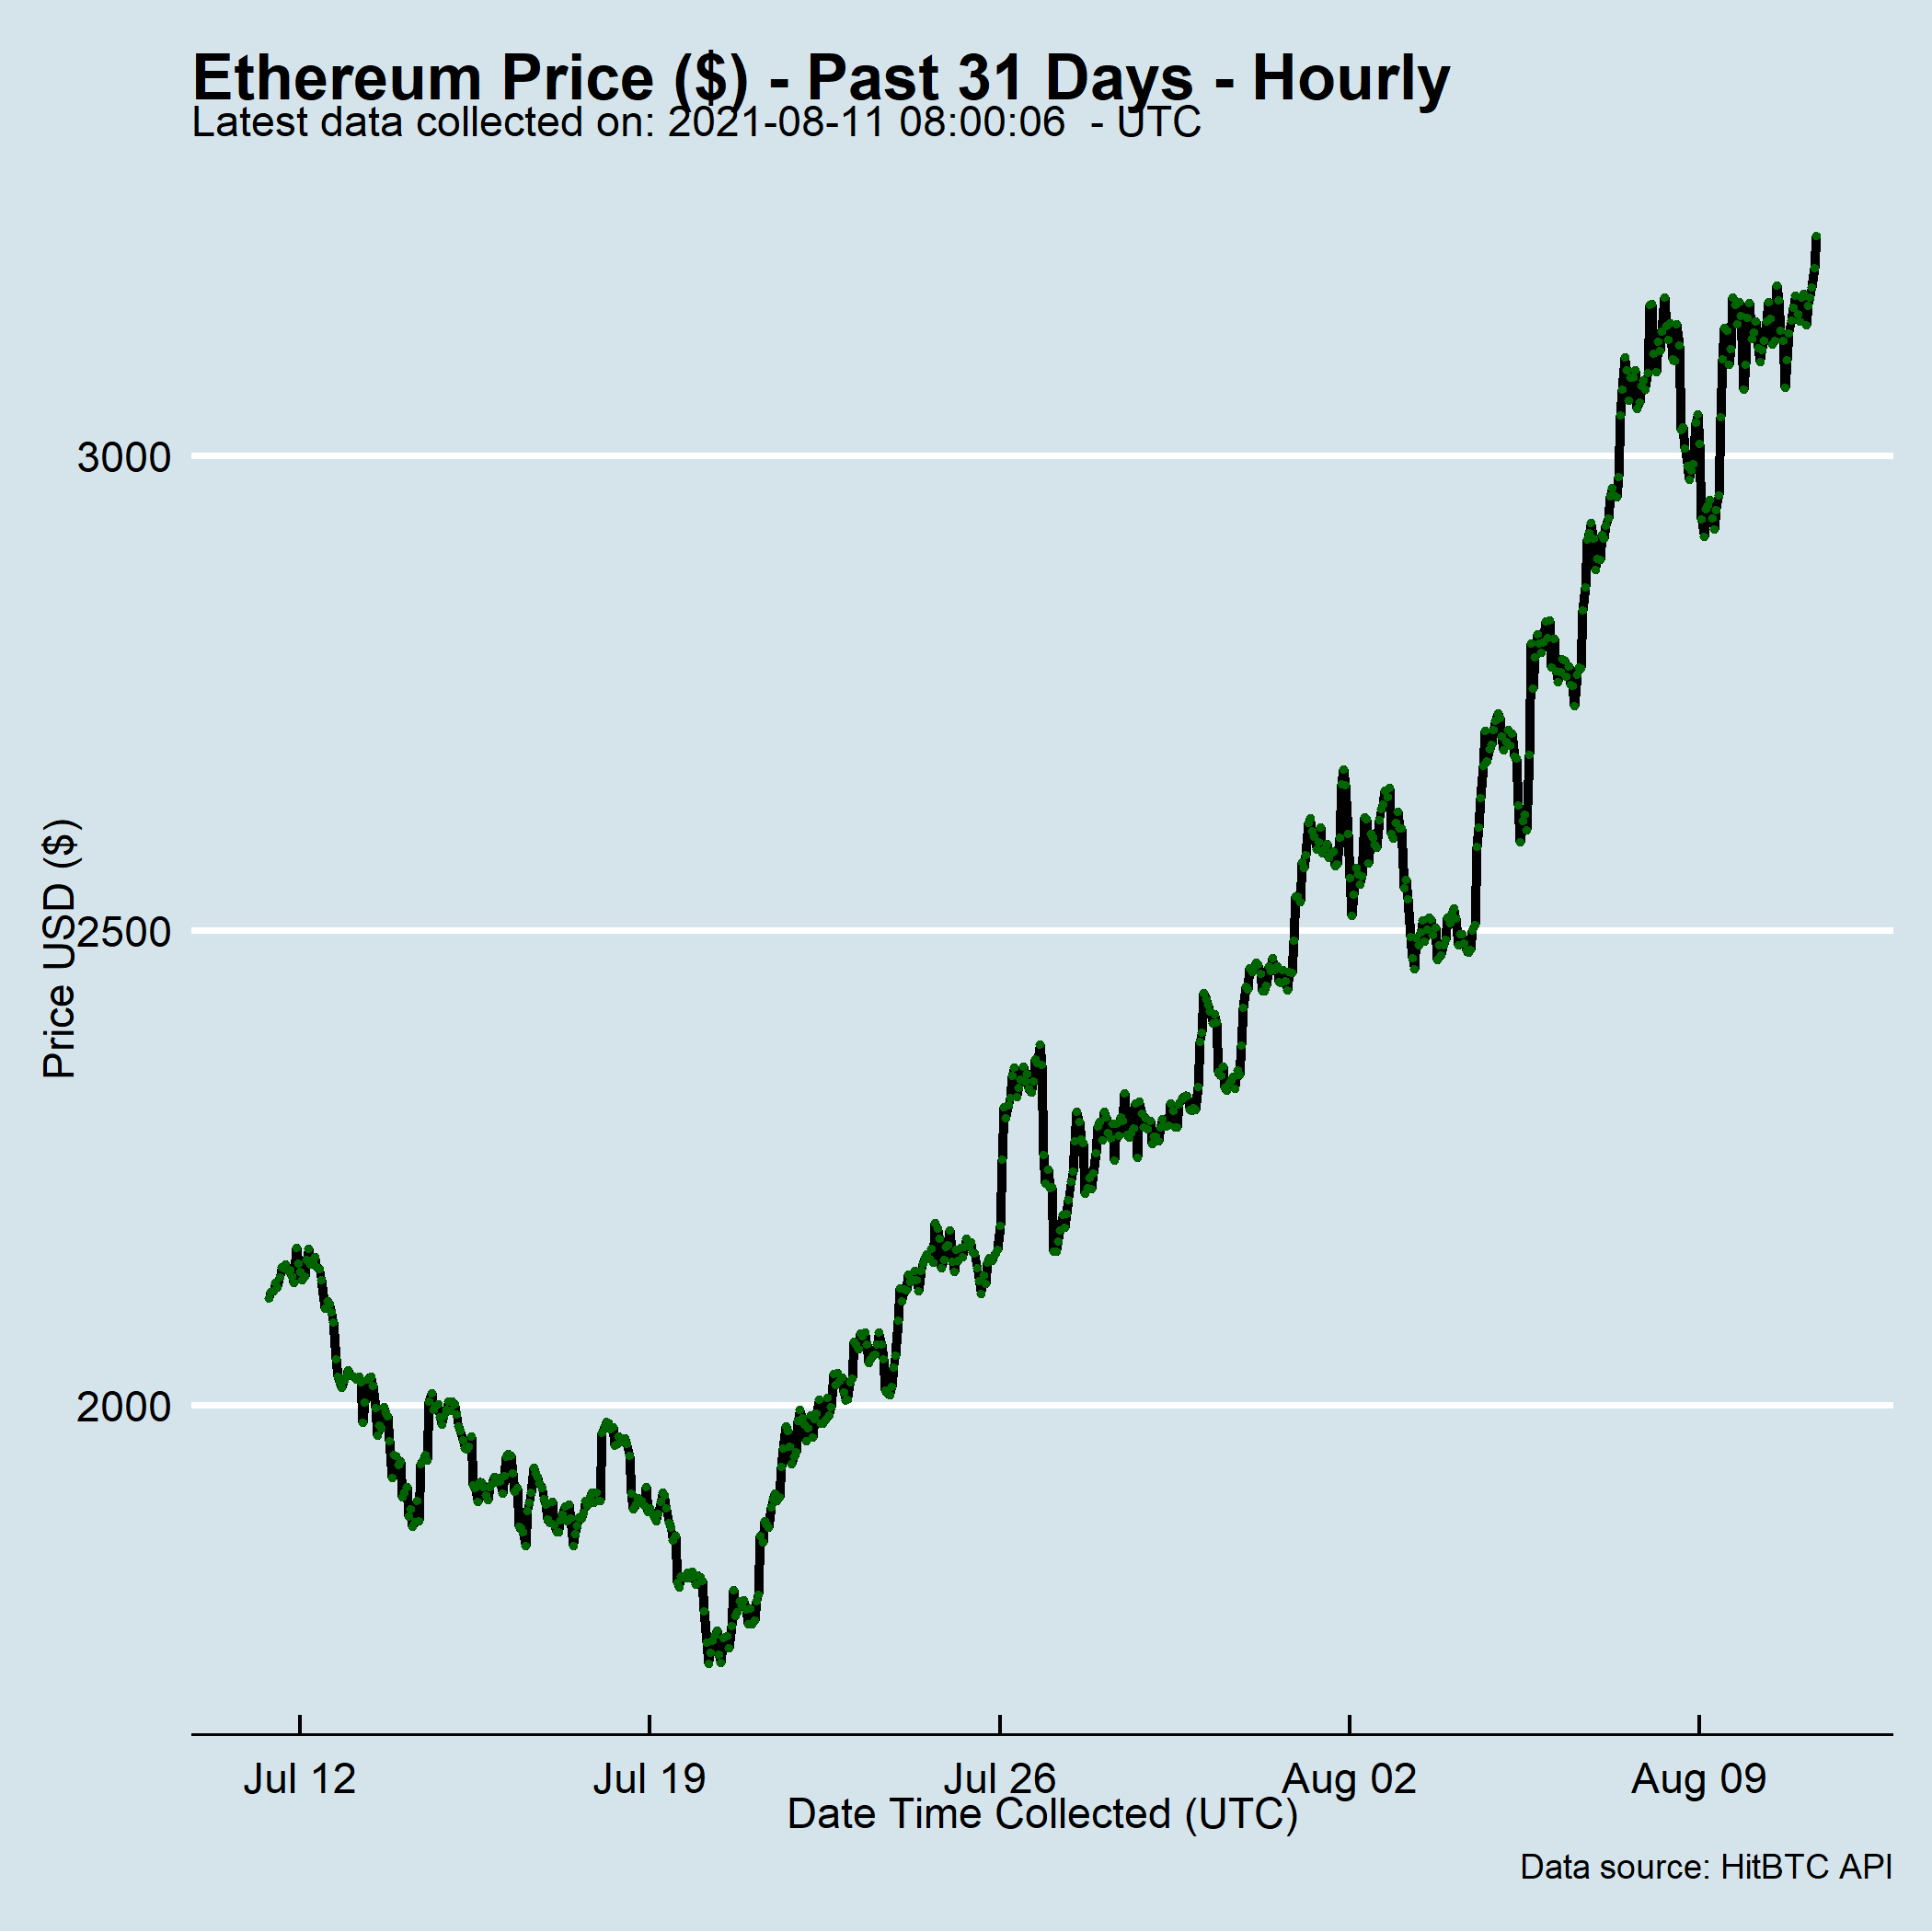 Ethereum Price ($) - Past 31 Days - Hourly
Latest data collected on: 2021-08-11 08:00:06  - UTC
3000
2500
2000
Price USD ($)
Jul 12
Jul 19
Jul 26
Aug 02
Aug 09
Date Time Collected (UTC)
Data source: HitBTC API